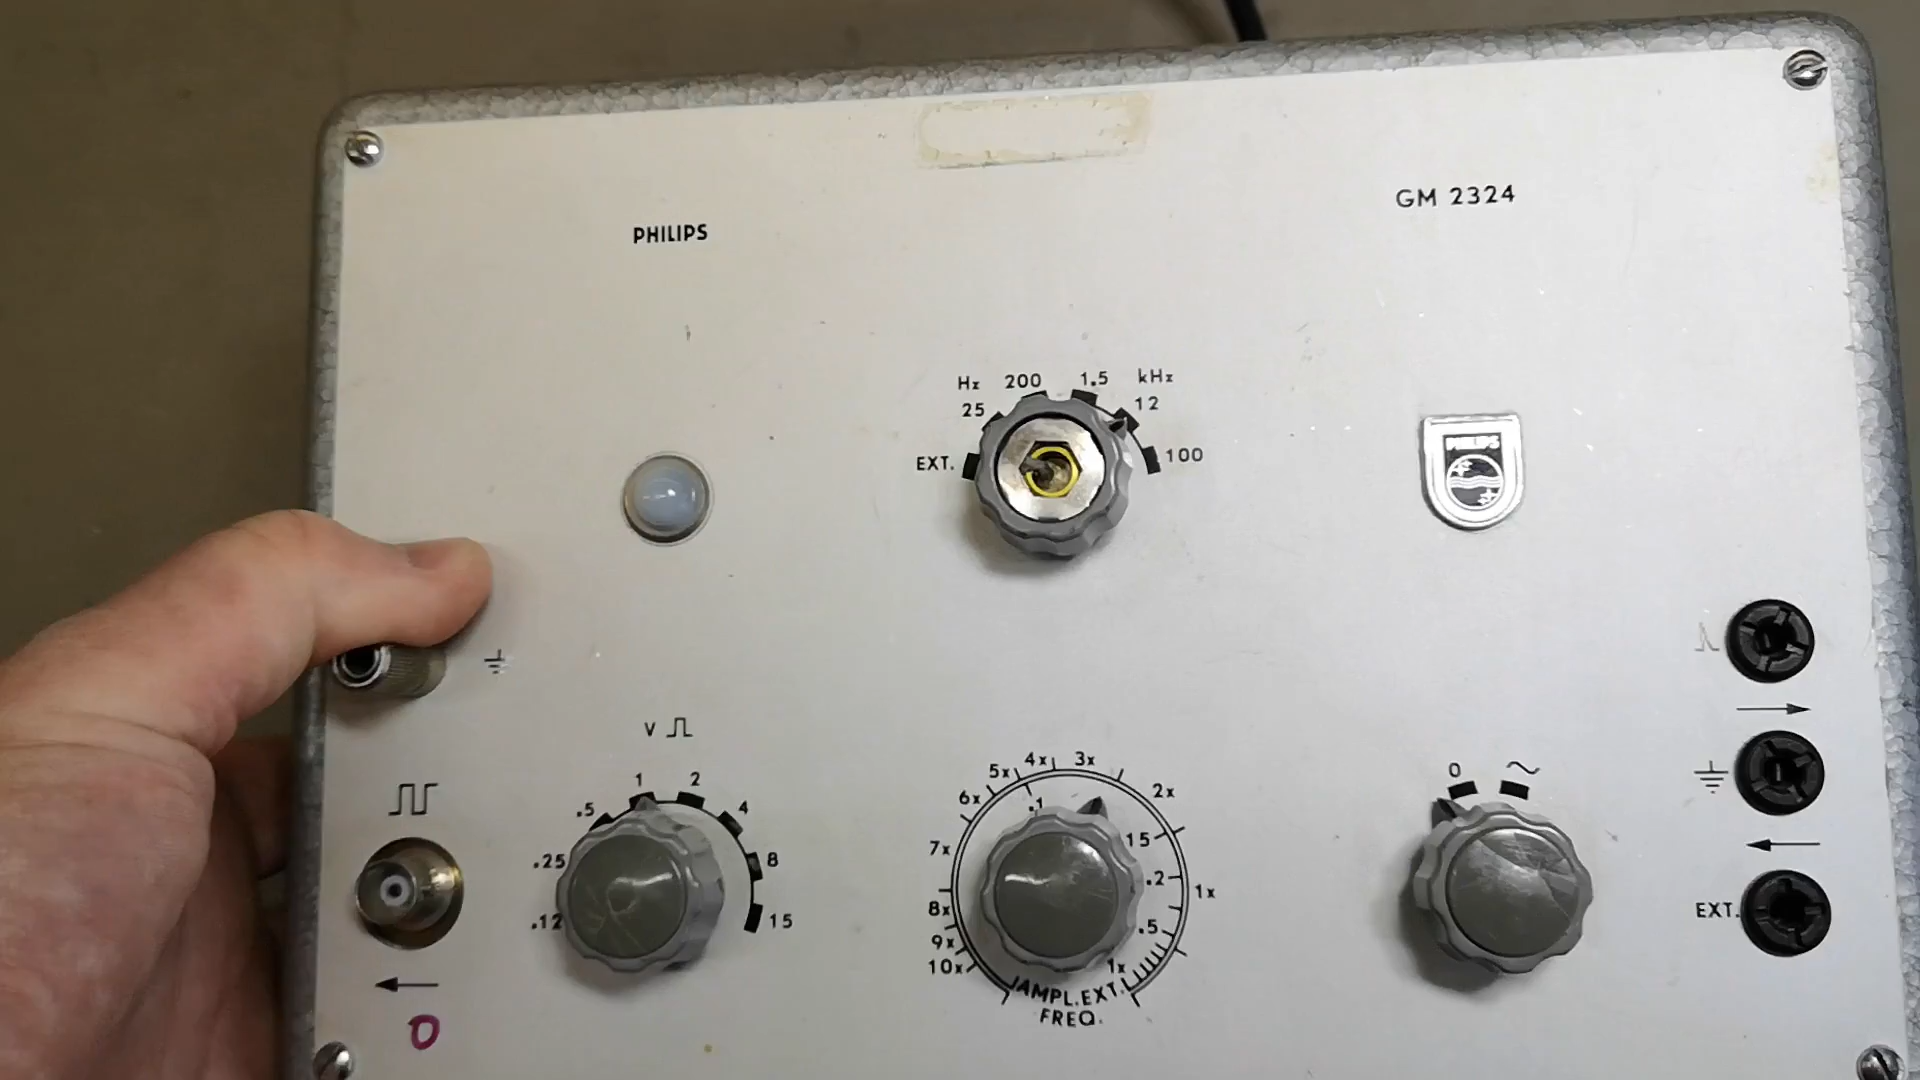 GM 2324
PHILIPS
Hz 200 1.5 kHz
25 12
EXT. 100
PHILIPS
V
1 2
.5 4
.25 8
.12 15
5x 4x 3x
6x 2x
.1
7x 15
.2 1x
8x .5
9x
10x 1x
AMPL.EXT.
FREQ.
0
EXT.
0